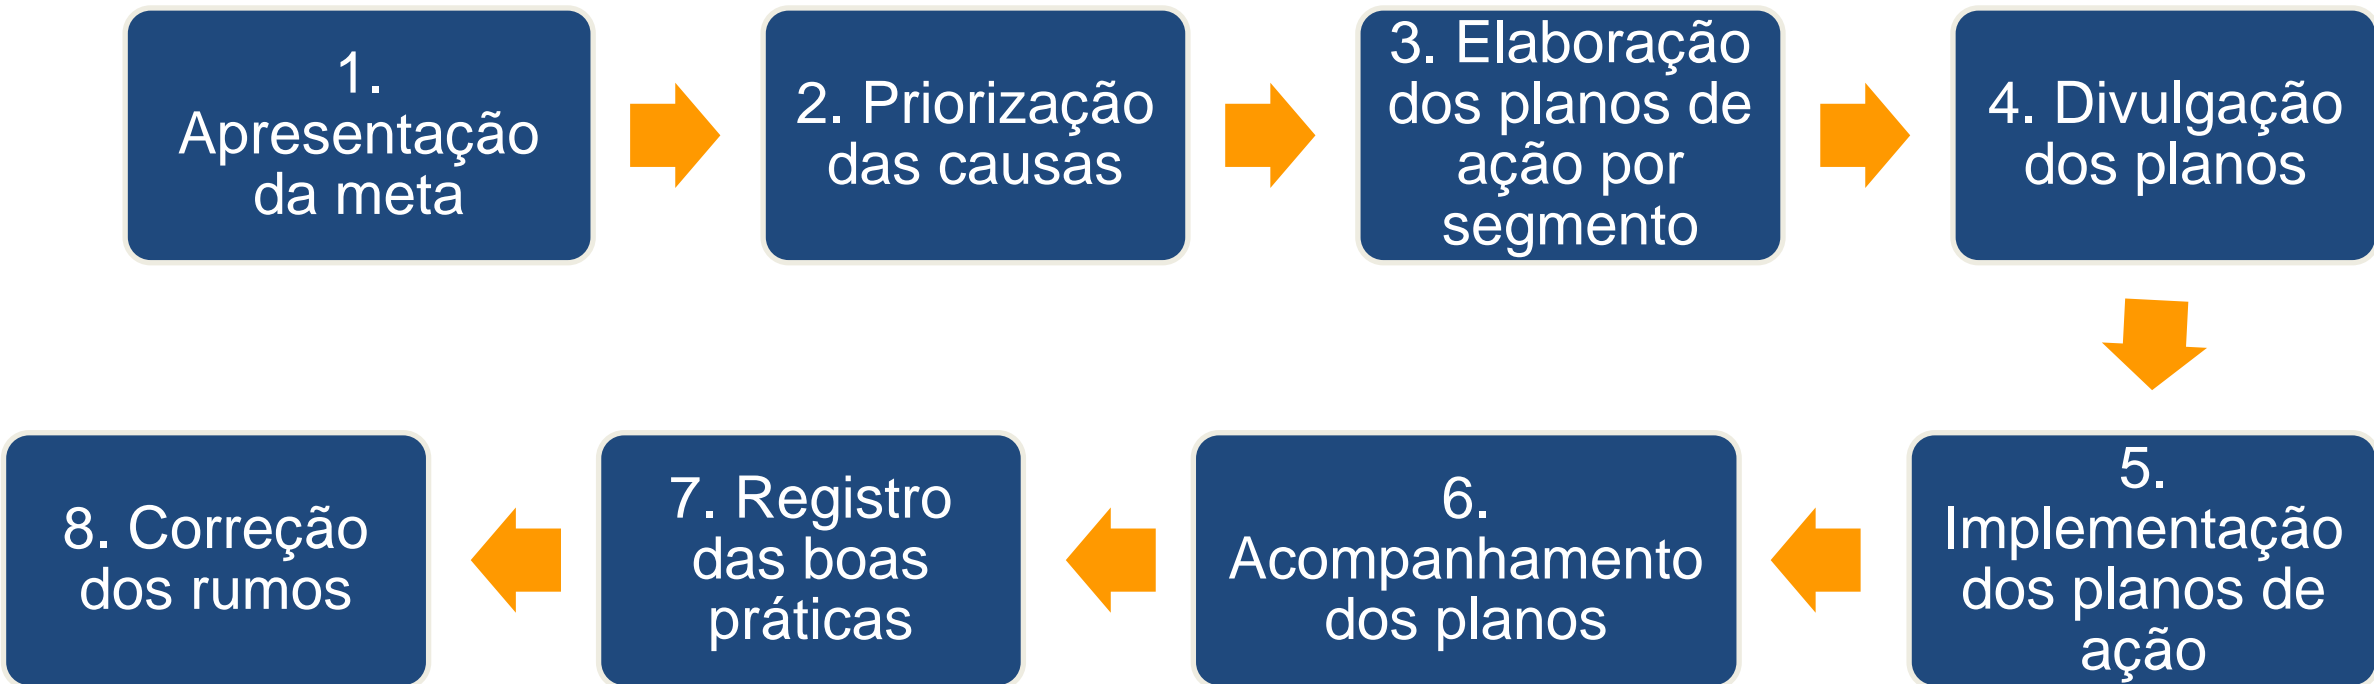 1.
Apresentação
da meta
2. Priorização
das causas
3. Elaboração
dos planos de
ação por
segmento
4. Divulgação
dos planos
5.
Implementação
dos planos de
ação
6.
Acompanhamento
dos planos
7. Registro
das boas
práticas
8. Correção
dos rumos